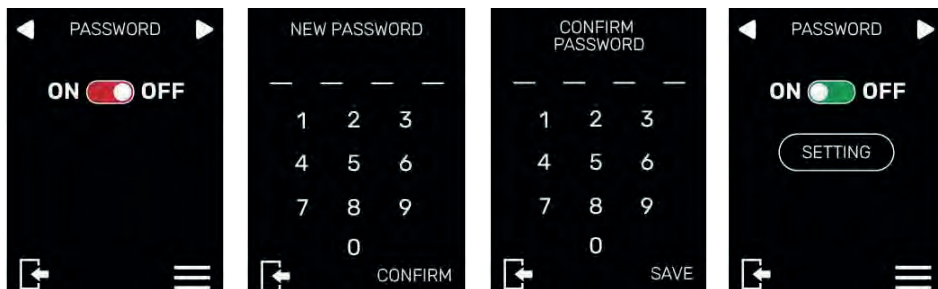 PASSWORD
ON OFF
NEW PASSWORD
1 2 3
4 5 6
7 8 9
0
CONFIRM
CONFIRM
PASSWORD
1 2 3
4 5 6
7 8 9
0
SAVE
PASSWORD
ON OFF
SETTING